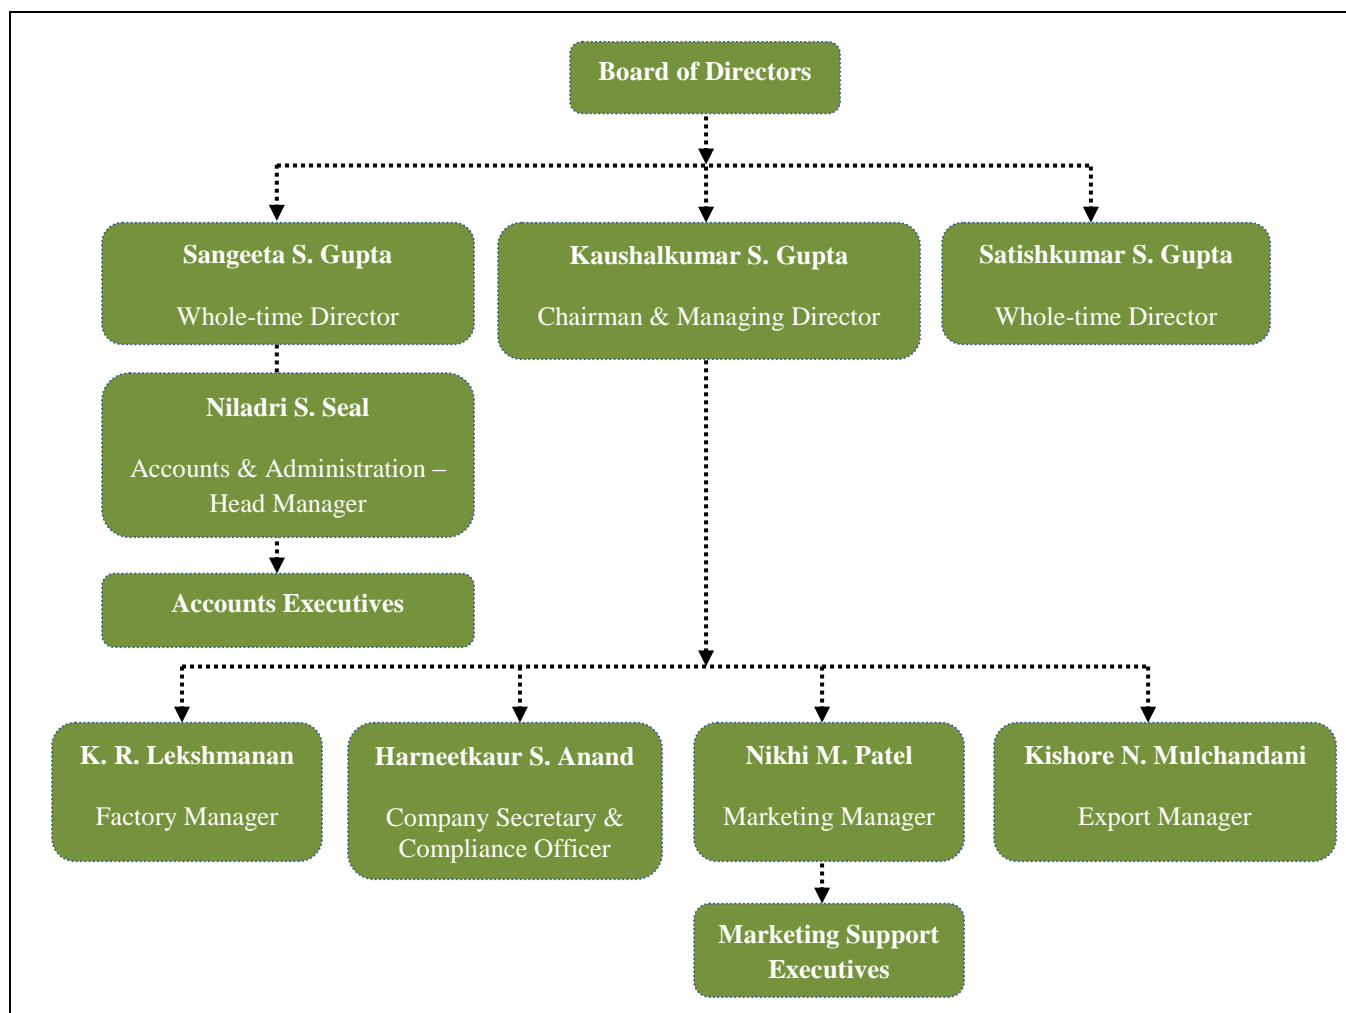 Board of Directors
Sangeeta S. Gupta
Whole-time Director
Kaushalkumar S. Gupta
Chairman & Managing Director
Satishkumar S. Gupta
Whole-time Director
Niladri S. Seal
Accounts & Administration –
Head Manager
Accounts Executives
K. R. Lekshmanan
Factory Manager
Harneetkaur S. Anand
Company Secretary &
Compliance Officer
Nikhi M. Patel
Marketing Manager
Kishore N. Mulchandani
Export Manager
Marketing Support
Executives